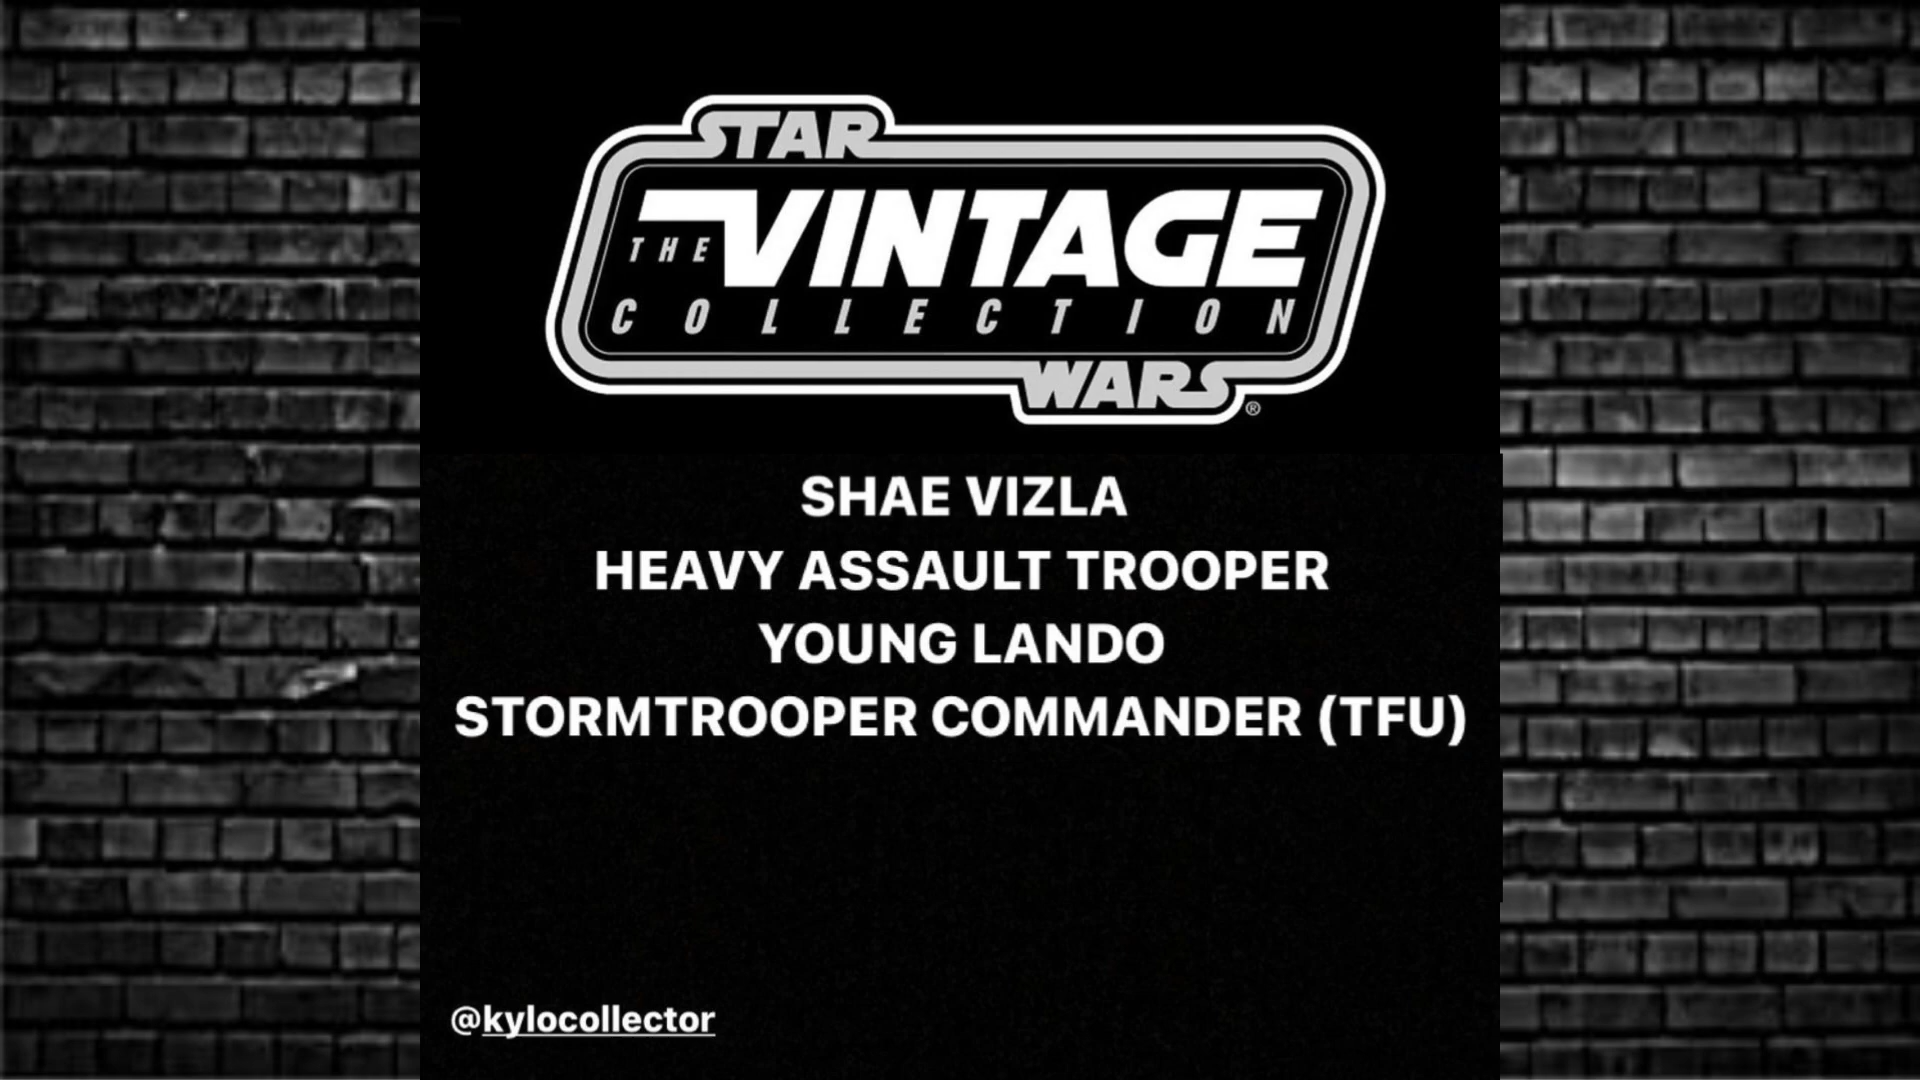 STAR
THE VINTAGE
COLLECTION
WARS®
SHAE VIZLA
HEAVY ASSAULT TROOPER
YOUNG LANDO
STORMTROOPER COMMANDER (TFU)
@kylocollector